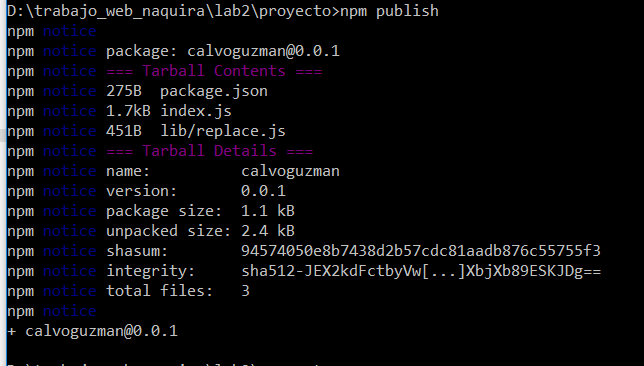 D:\trabajo_web_naquira\lab2\proyecto>npm publish
npm notice
npm notice package: calvoguzman@0.0.1
npm notice === Tarball Contents ===
npm notice 275B  package.json
npm notice 1.7kB index.js
npm notice 451B  lib/replace.js
npm notice === Tarball Details ===
npm notice name:          calvoguzman
npm notice version:       0.0.1
npm notice package size:  1.1 kB
npm notice unpacked size: 2.4 kB
npm notice shasum:        94574050e8b7438d2b57cdc81aadb876c55755f3
npm notice integrity:     sha512-JEX2kdFctbyVw[...]XbjXb89ESKJDg==
npm notice total files:   3
npm notice
+ calvoguzman@0.0.1